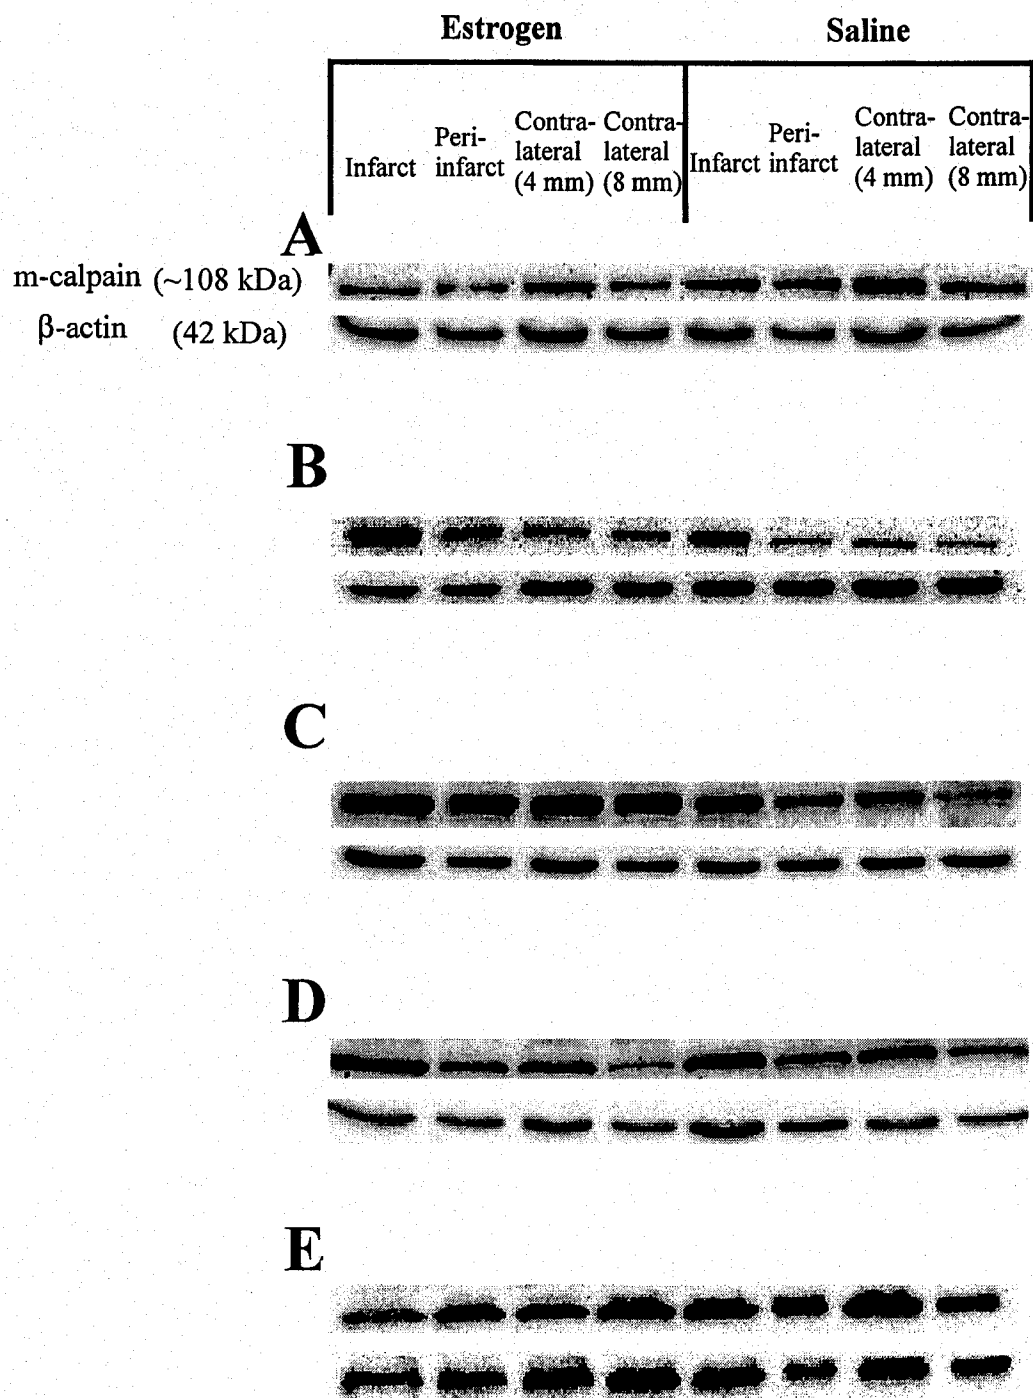 Estrogen Saline
Infarct Peri-infarct Contra-lateral (4 mm) Contra-lateral (8 mm) Infarct Peri-infarct Contra-lateral (4 mm) Contra-lateral (8 mm)
A
m-calpain (~108 kDa)
β-actin (42 kDa)
B
C
D
E